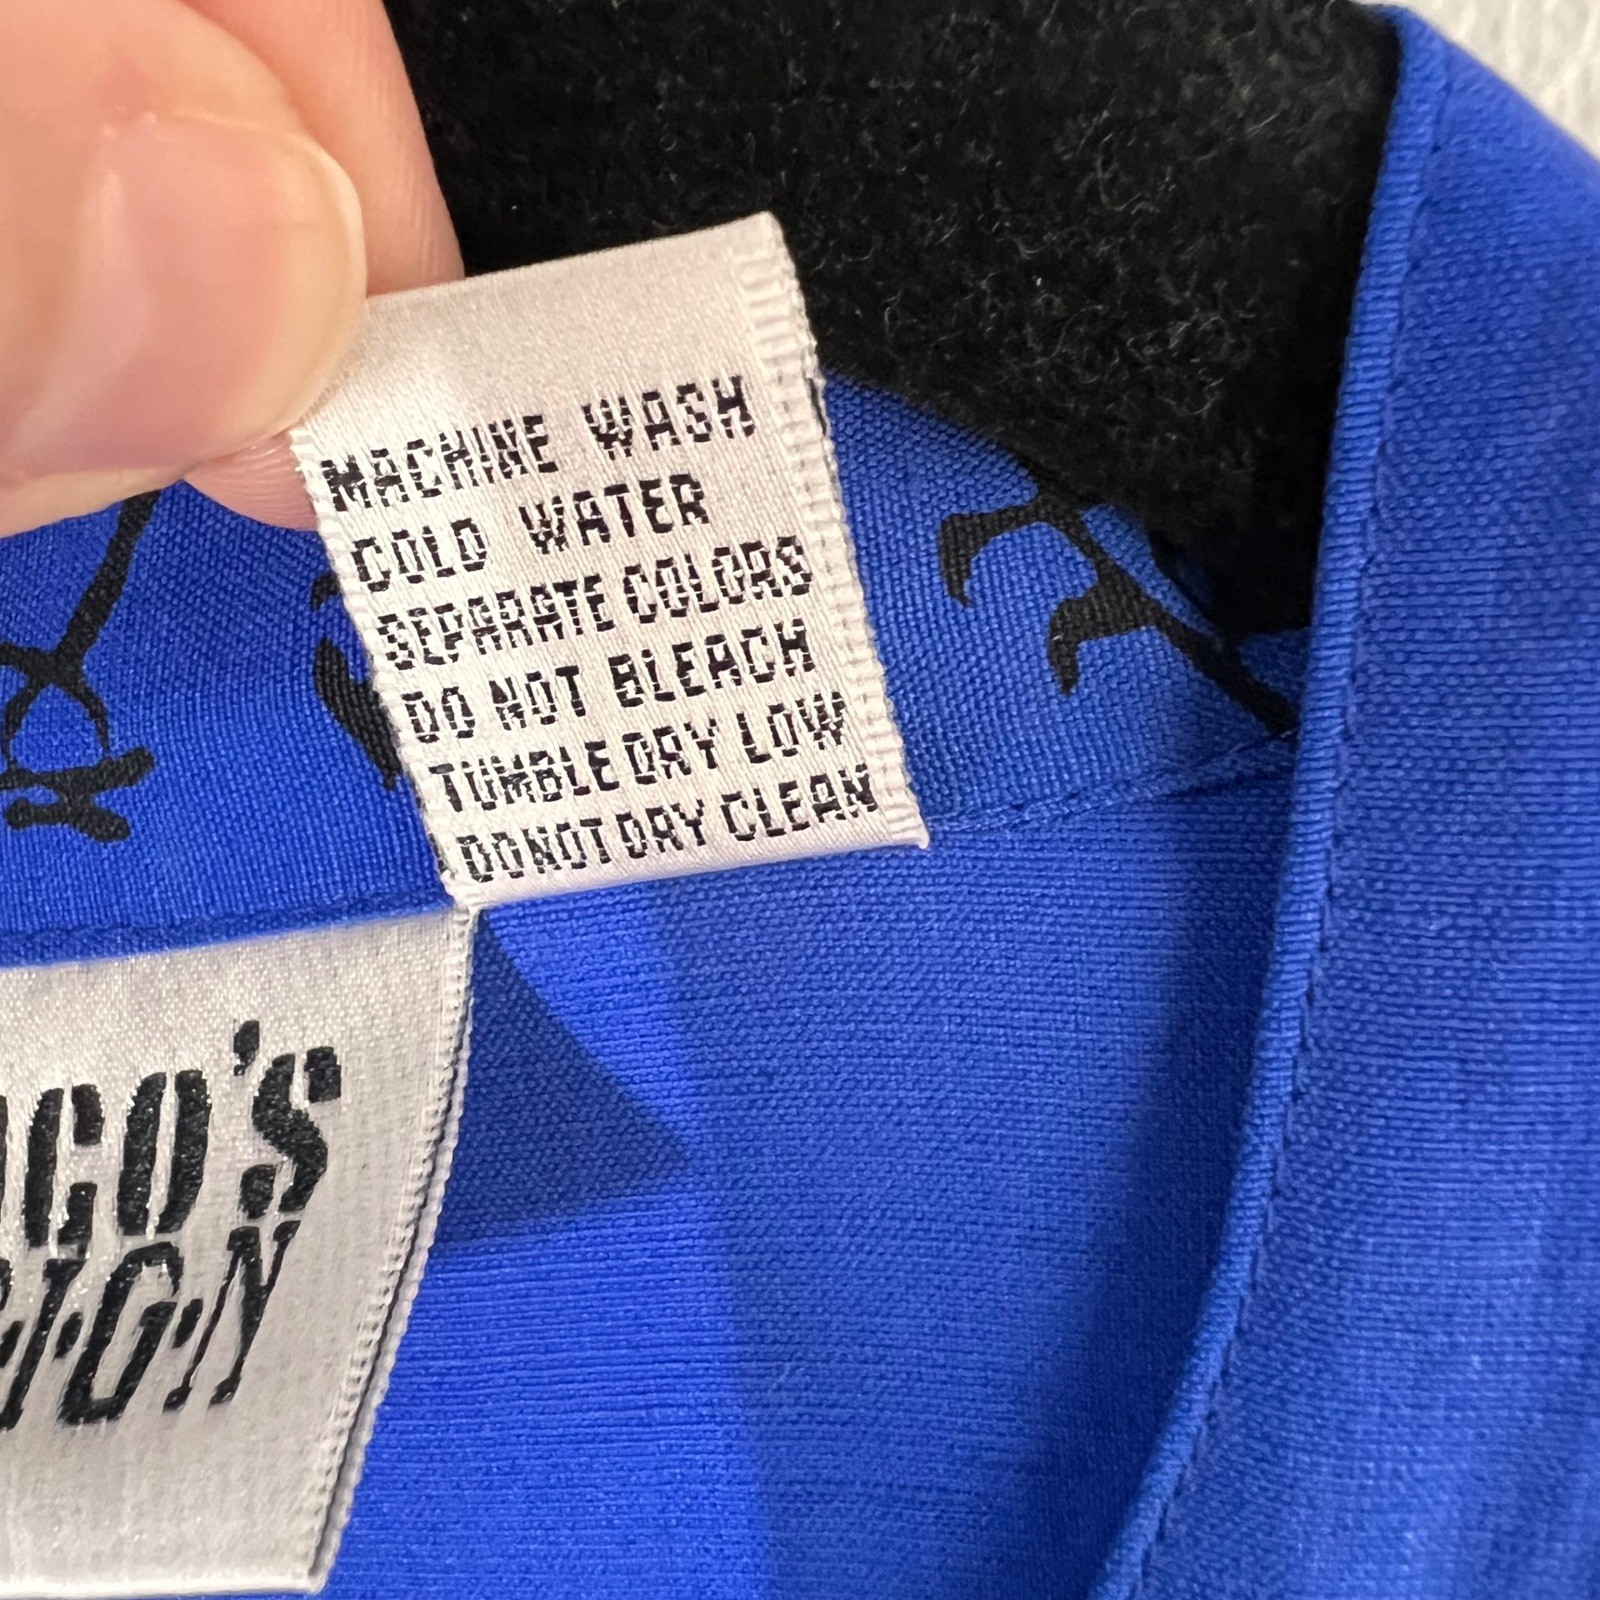 MACHINE WASH
COLD WATER
SEPARATE COLORS
DO NOT BLEACH
TUMBLE DRY LOW
DO NOT DRY CLEAN